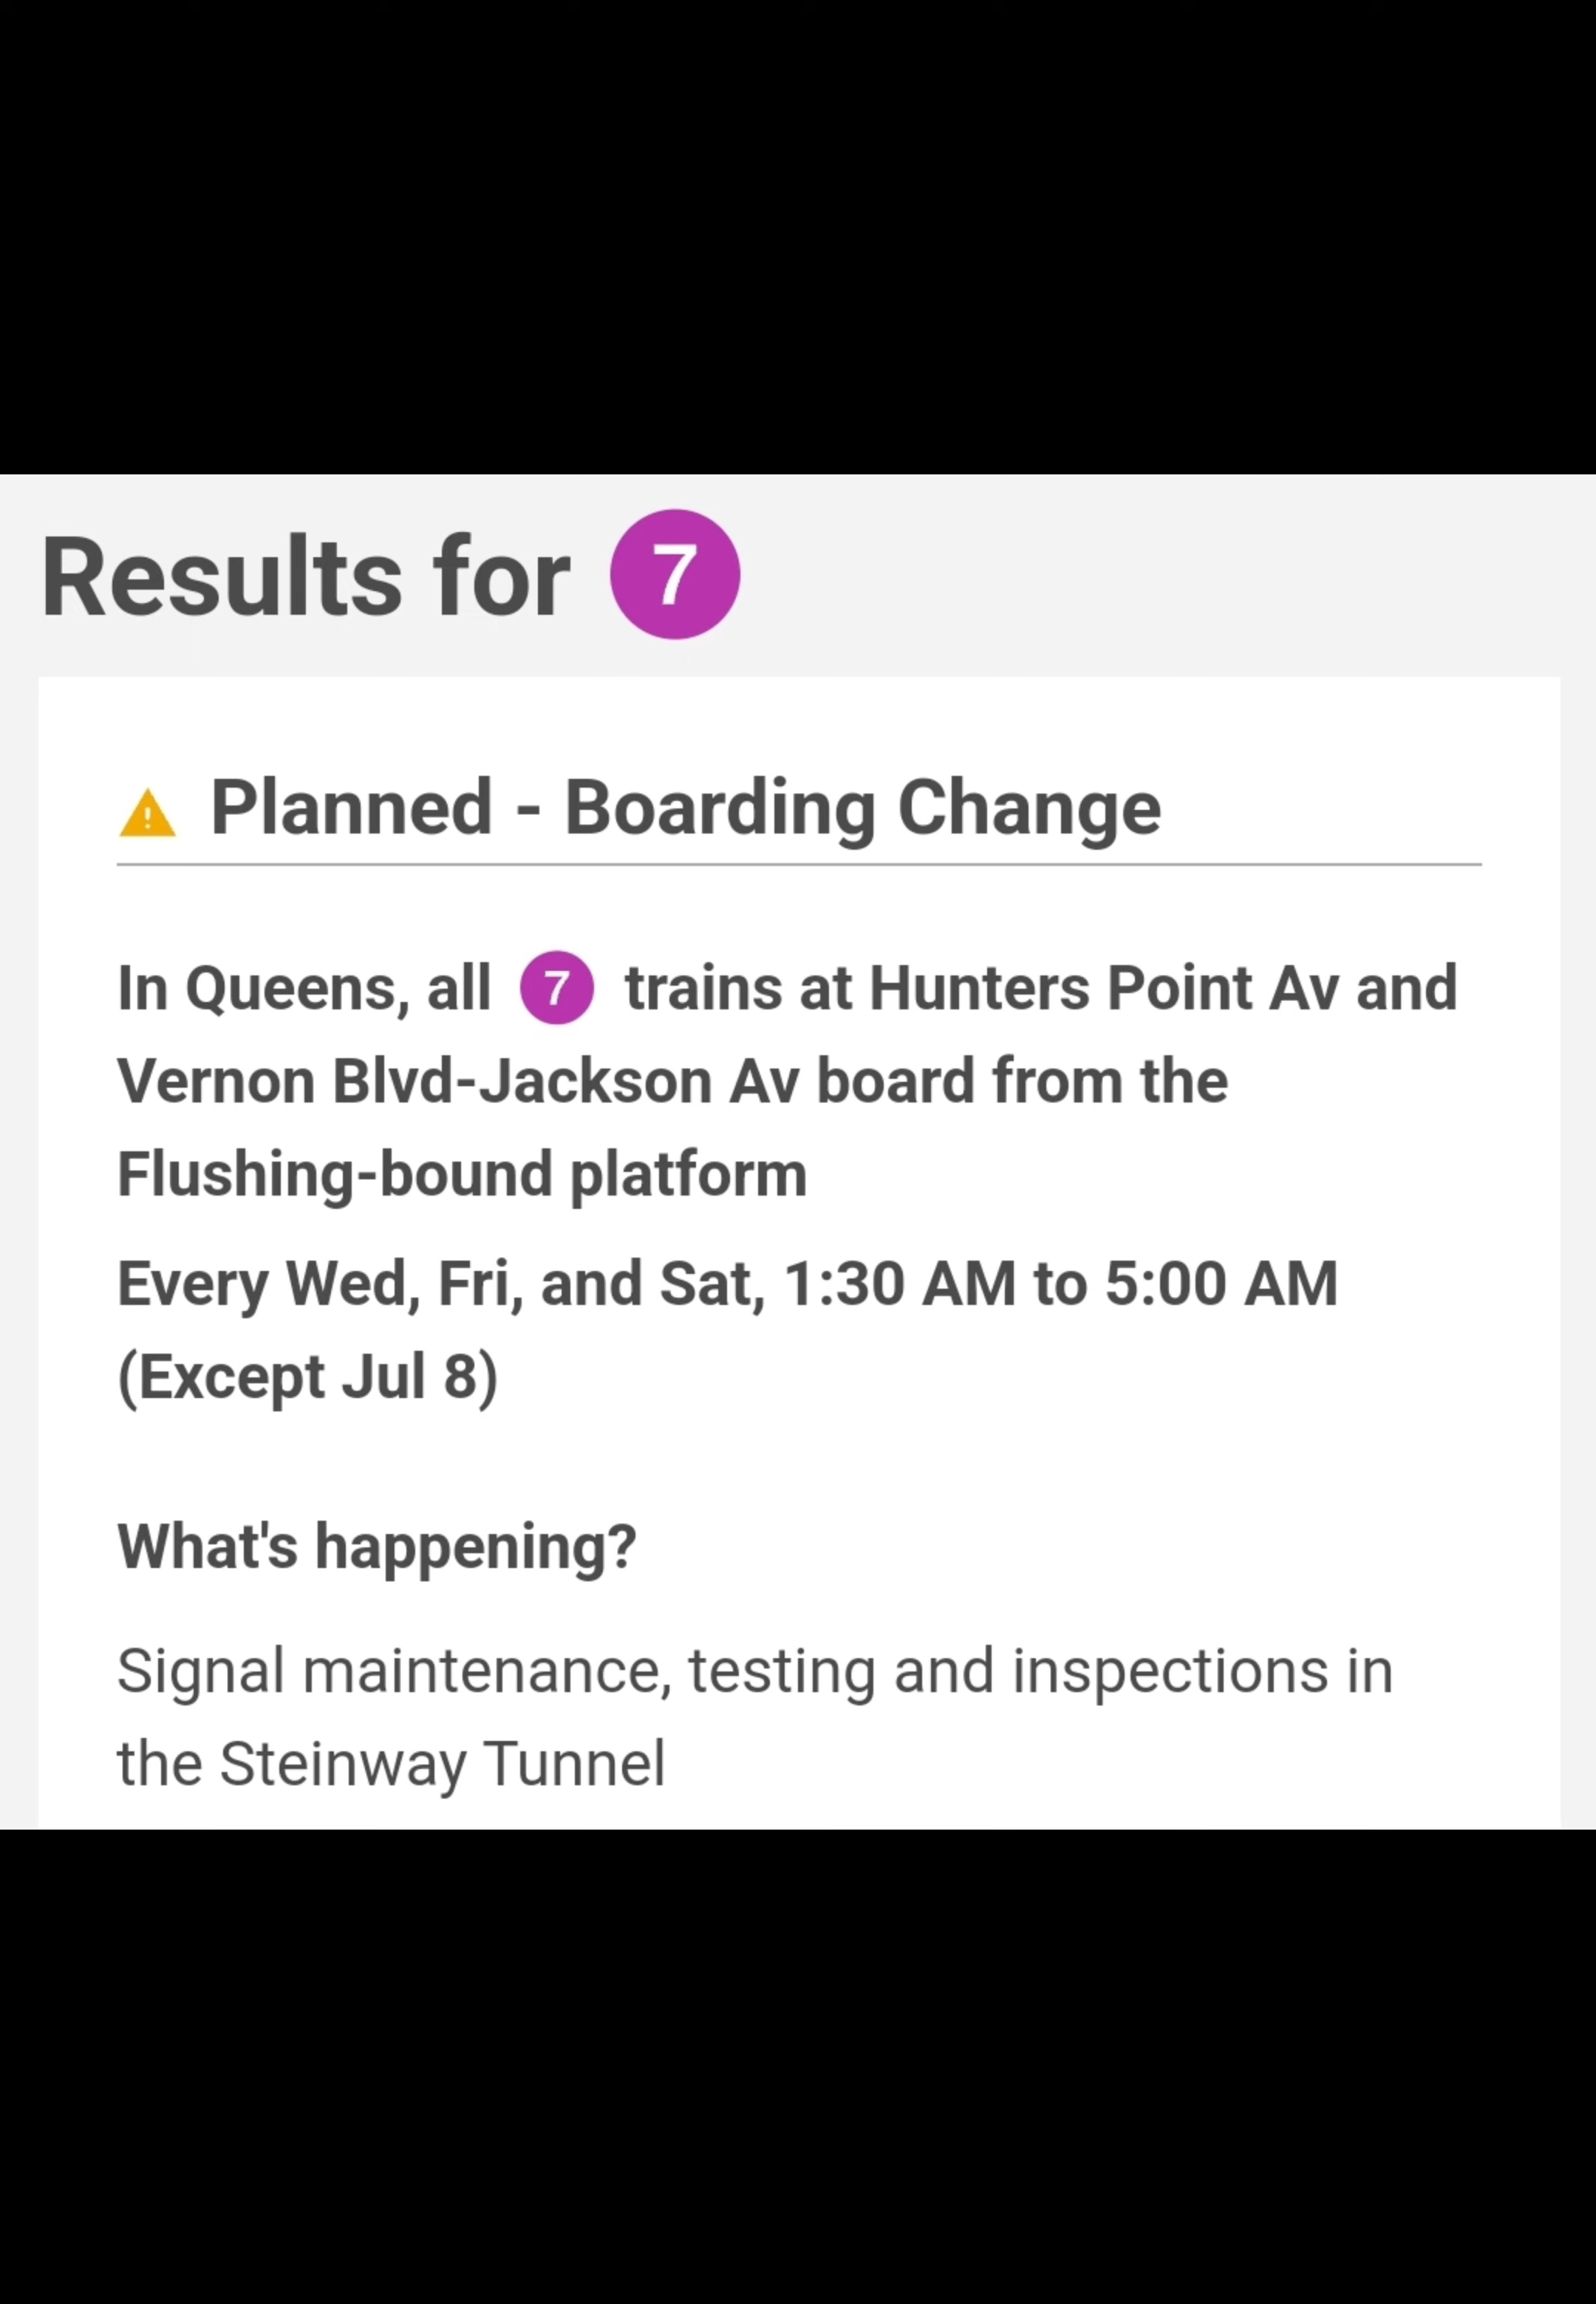 Results for 7
Planned - Boarding Change
In Queens, all 7 trains at Hunters Point Av and
Vernon Blvd-Jackson Av board from the
Flushing-bound platform
Every Wed, Fri, and Sat, 1:30 AM to 5:00 AM
(Except Jul 8)
What's happening?
Signal maintenance, testing and inspections in
the Steinway Tunnel